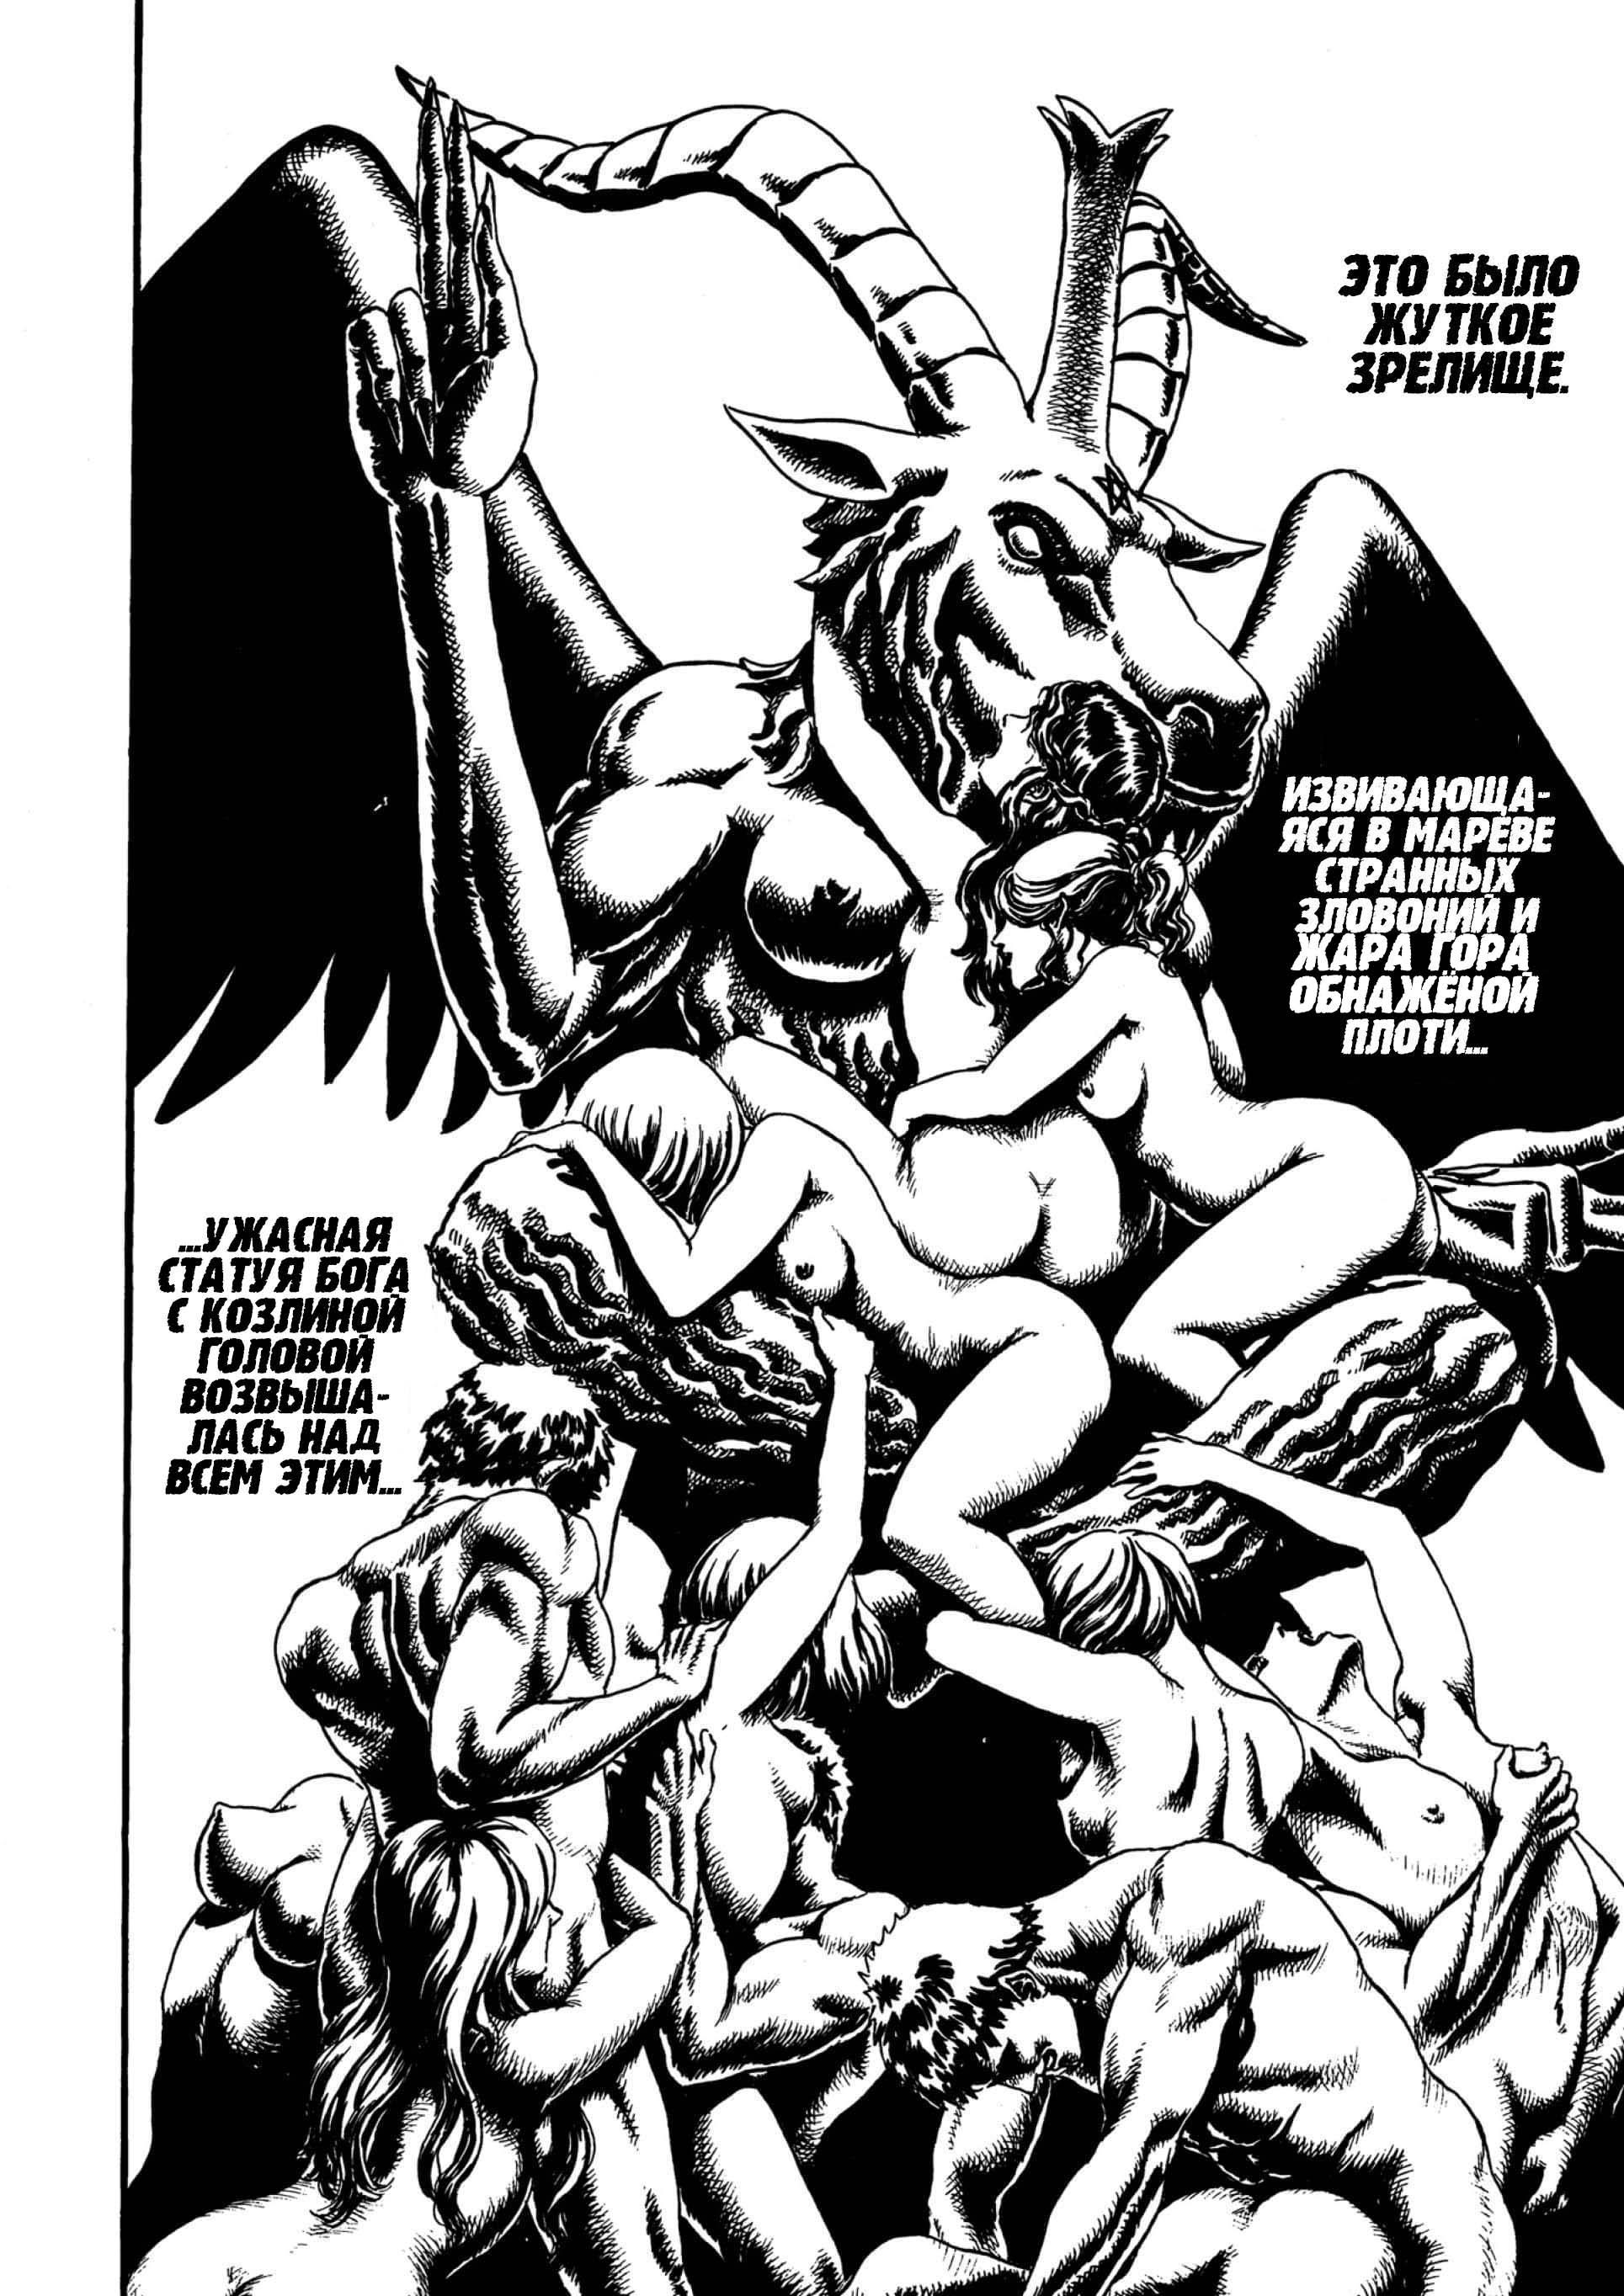 ЭТО БЫЛО
ЖУТКОЕ
ЗРЕЛИЩЕ.
ИЗВИВАЮЩА-
ЯСЯ В МАРЕВЕ
СТРАННЫХ
ЗЛОВОНИЙ И
ЖАРА ГОРА
ОБНАЖЁНОЙ
ПЛОТИ...
...УЖАСНАЯ
СТАТУЯ БОГА
С КОЗЛИНОЙ
ГОЛОВОЙ
ВОЗВЫША-
ЛАСЬ НАД
ВСЕМ ЭТИМ...